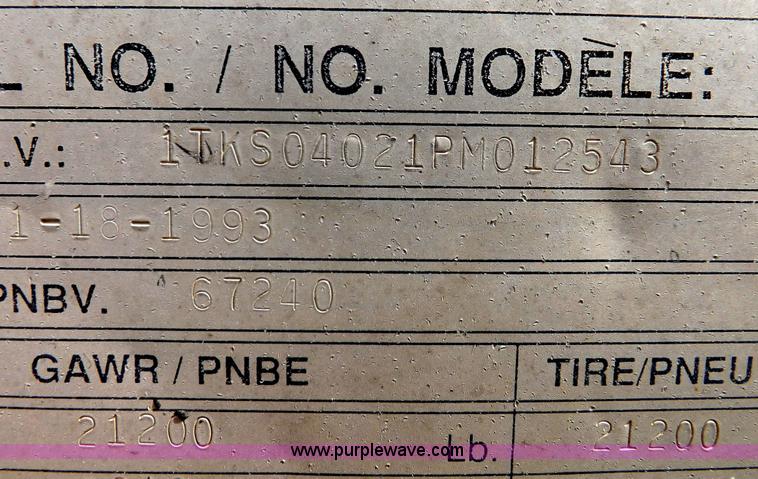 L NO. / NO. MODÈLE:
.V.: 1TKS04021PM012543
1-18-1993
PNBV. 67240
GAWR / PNBE TIRE/PNEU
21200 Lb. 21200
www.purplewave.com